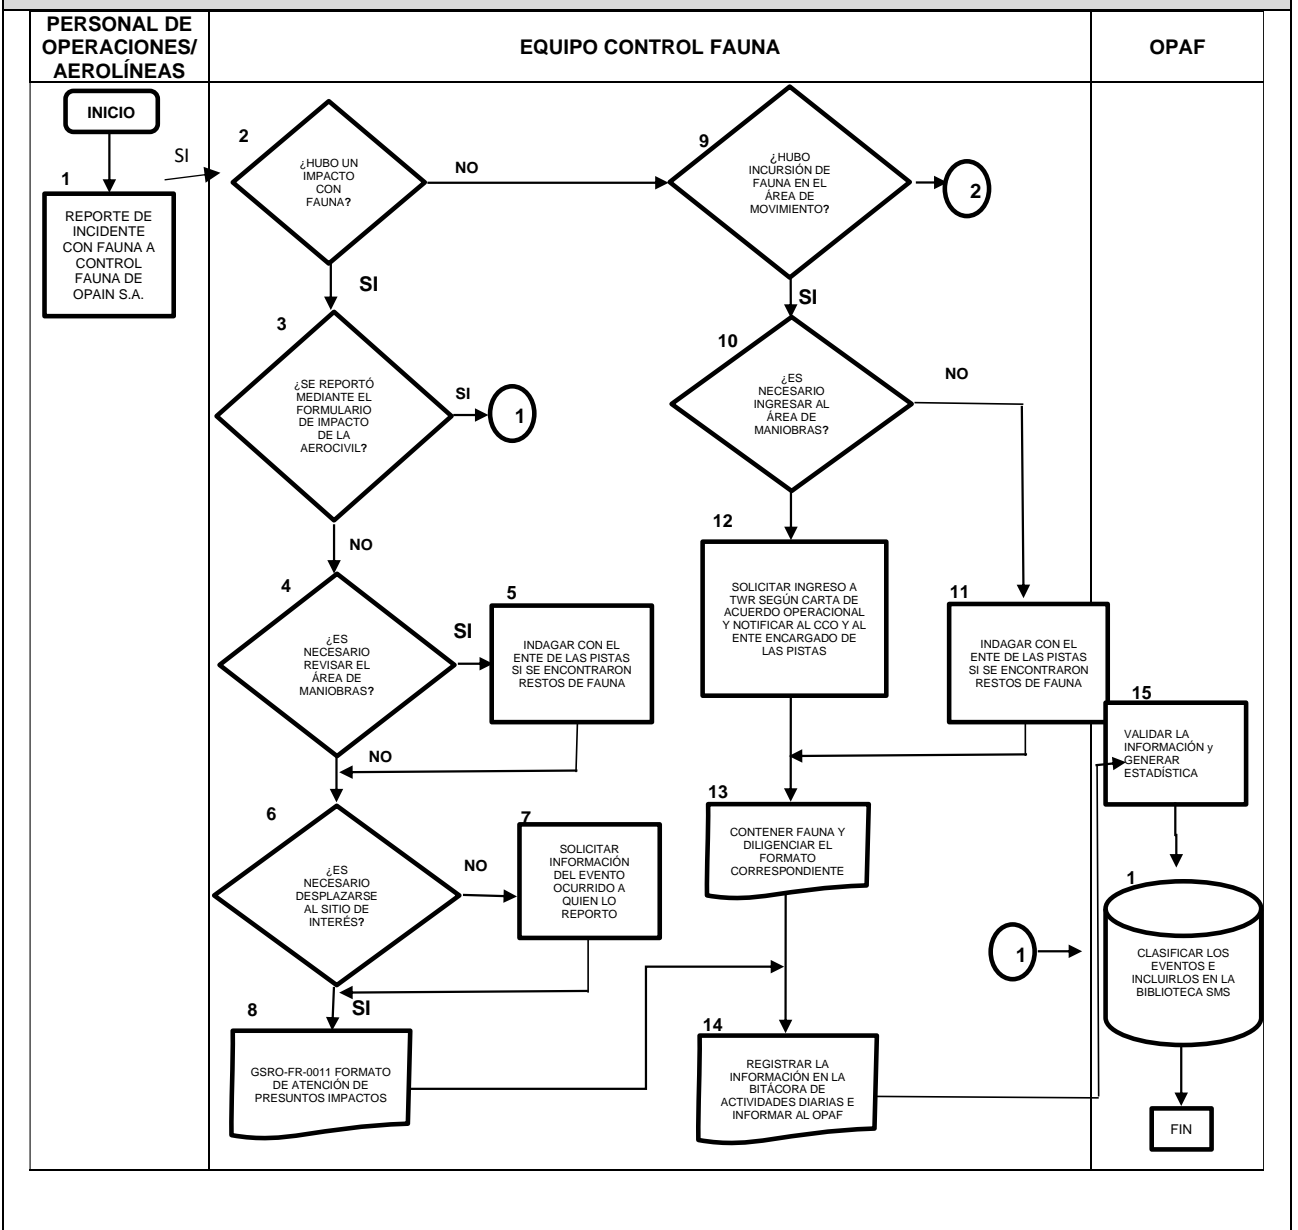 PERSONAL DE
OPERACIONES/
AEROLÍNEAS
EQUIPO CONTROL FAUNA
OPAF
INICIO
1
REPORTE DE
INCIDENTE
CON FAUNA A
CONTROL
FAUNA DE
OPAIN S.A.
SI
2
¿HUBO UN
IMPACTO
CON
FAUNA?
NO
SI
3
¿SE REPORTÓ
MEDIANTE EL
FORMULARIO
DE IMPACTO
DE LA
AEROCIVIL?
SI
1
NO
4
¿ES
NECESARIO
REVISAR EL
ÁREA DE
MANIOBRAS?
SI
5
INDAGAR CON EL
ENTE DE LAS PISTAS
SI SE ENCONTRARON
RESTOS DE FAUNA
NO
6
¿ES
NECESARIO
DESPLAZARSE
AL SITIO DE
INTERÉS?
NO
7
SOLICITAR
INFORMACIÓN
DEL EVENTO
OCURRIDO A
QUIEN LO
REPORTO
SI
8
GSRO-FR-0011 FORMATO
DE ATENCIÓN DE
PRESUNTOS IMPACTOS
9
¿HUBO
INCURSIÓN DE
FAUNA EN EL
ÁREA DE
MOVIMIENTO?
2
SI
10
¿ES
NECESARIO
INGRESAR AL
ÁREA DE
MANIOBRAS?
NO
12
SOLICITAR INGRESO A
TWR SEGÚN CARTA DE
ACUERDO OPERACIONAL
Y NOTIFICAR AL CCO Y AL
ENTE ENCARGADO DE
LAS PISTAS
11
INDAGAR CON EL
ENTE DE LAS PISTAS
SI SE ENCONTRARON
RESTOS DE FAUNA
13
CONTENER FAUNA Y
DILIGENCIAR EL
FORMATO
CORRESPONDIENTE
14
REGISTRAR LA
INFORMACIÓN EN LA
BITÁCORA DE
ACTIVIDADES DIARIAS E
INFORMAR AL OPAF
15
VALIDAR LA
INFORMACIÓN y
GENERAR
ESTADÍSTICA
1
1
CLASIFICAR LOS
EVENTOS E
INCLUIRLOS EN LA
BIBLIOTECA SMS
FIN